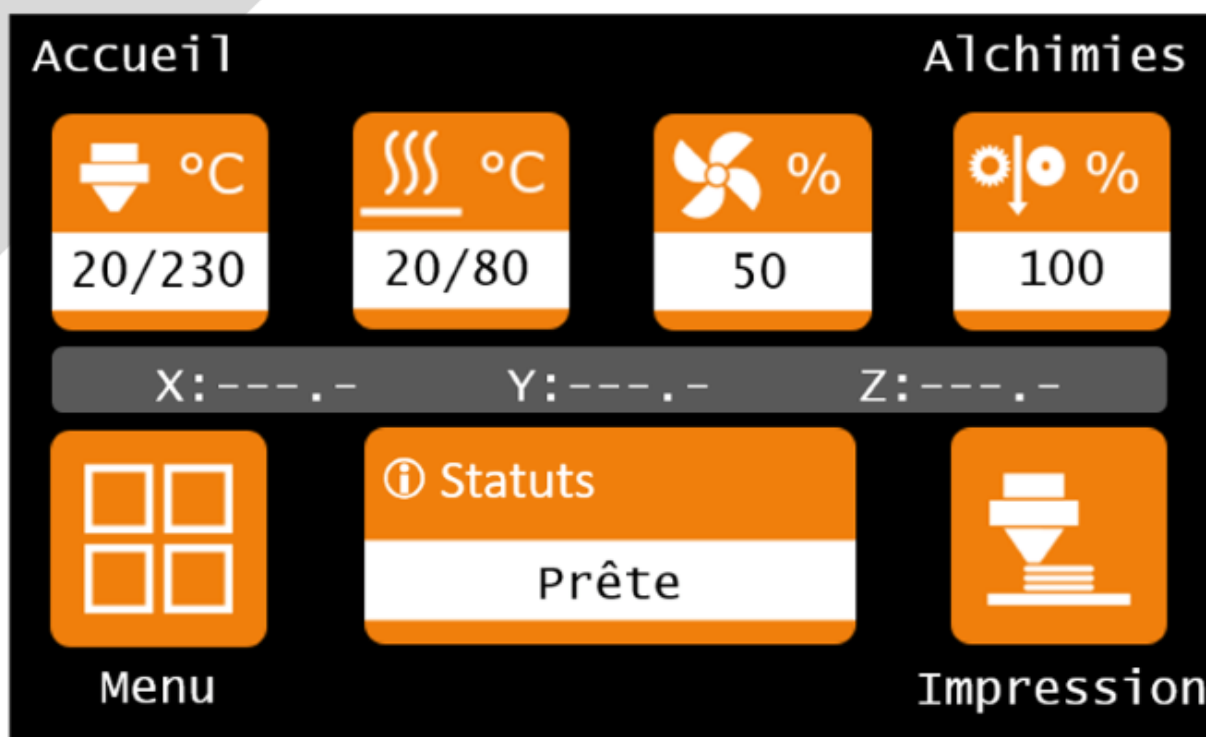 Accueil Alchimies
°C °C % %
20/230 20/80 50 100
X:---.- Y:---.- Z:---.-
Statuts
Prête
Menu Impression